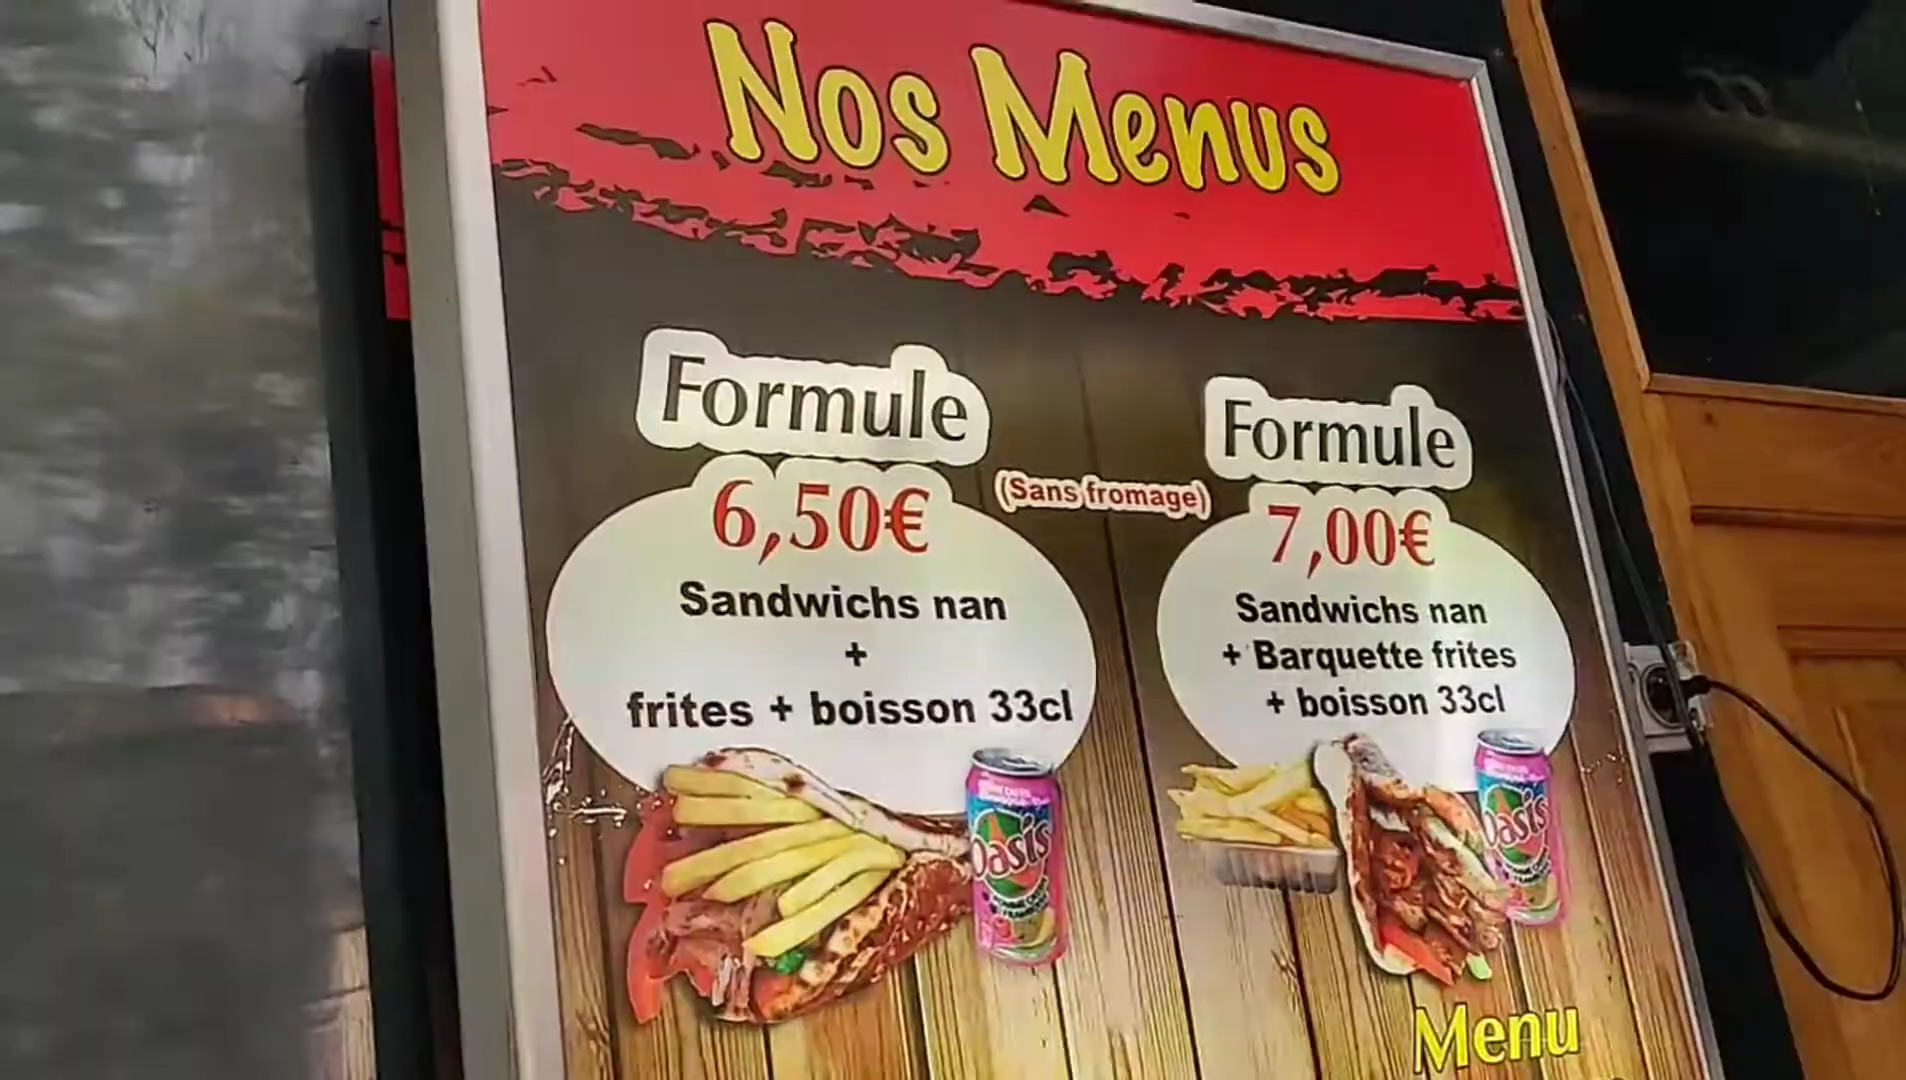 Nos Menus
Formule
6,50€
Sandwichs nan
+
frites + boisson 33cl
(Sans fromage)
Formule
7,00€
Sandwichs nan
+ Barquette frites
+ boisson 33cl
Oasis
Oasis
Menu